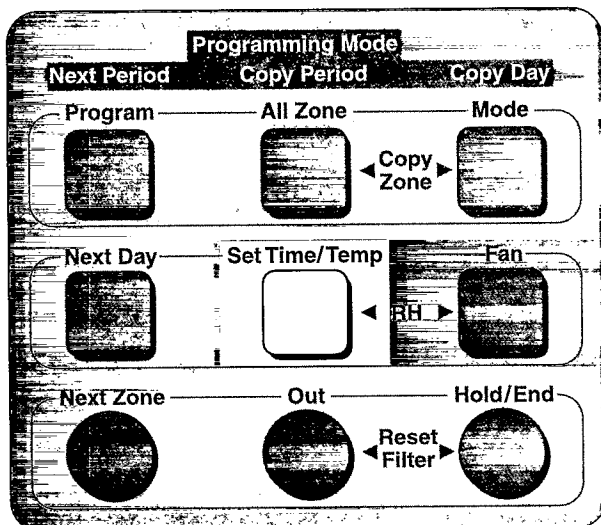 Programming Mode
Next Period Copy Period Copy Day
Program All Zone Mode
Copy
Zone
Next Day Set Time/Temp Fan
RH
Next Zone Out Hold/End
Reset
Filter